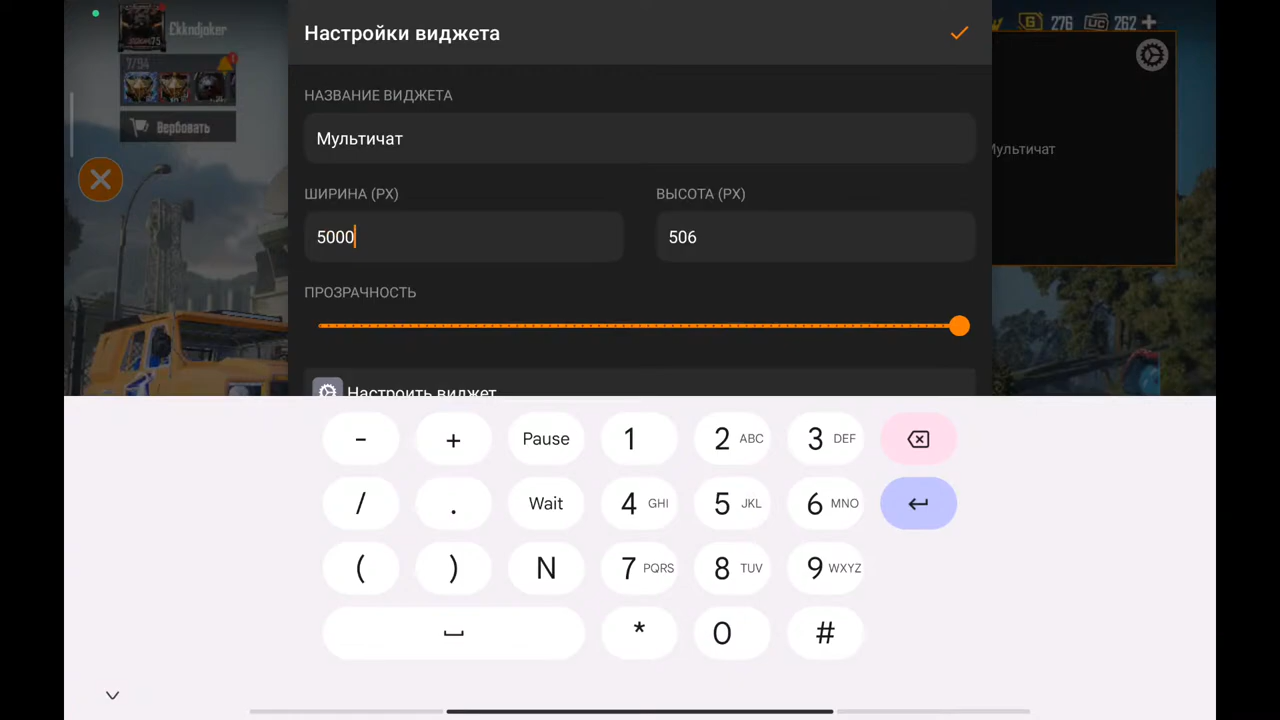 Ekkndjoker
75
7/94
Вербовать
Настройки виджета
276
UC 262
НАЗВАНИЕ ВИДЖЕТА
Мультичат
ШИРИНА (PX)
ВЫСОТА (PX)
5000
506
Мультичат
ПРОЗРАЧНОСТЬ
Настроить виджет
- + Pause 1 2 ABC 3 DEF
/ . Wait 4 GHI 5 JKL 6 MNO
( ) N 7 PQRS 8 TUV 9 WXYZ
* 0 #